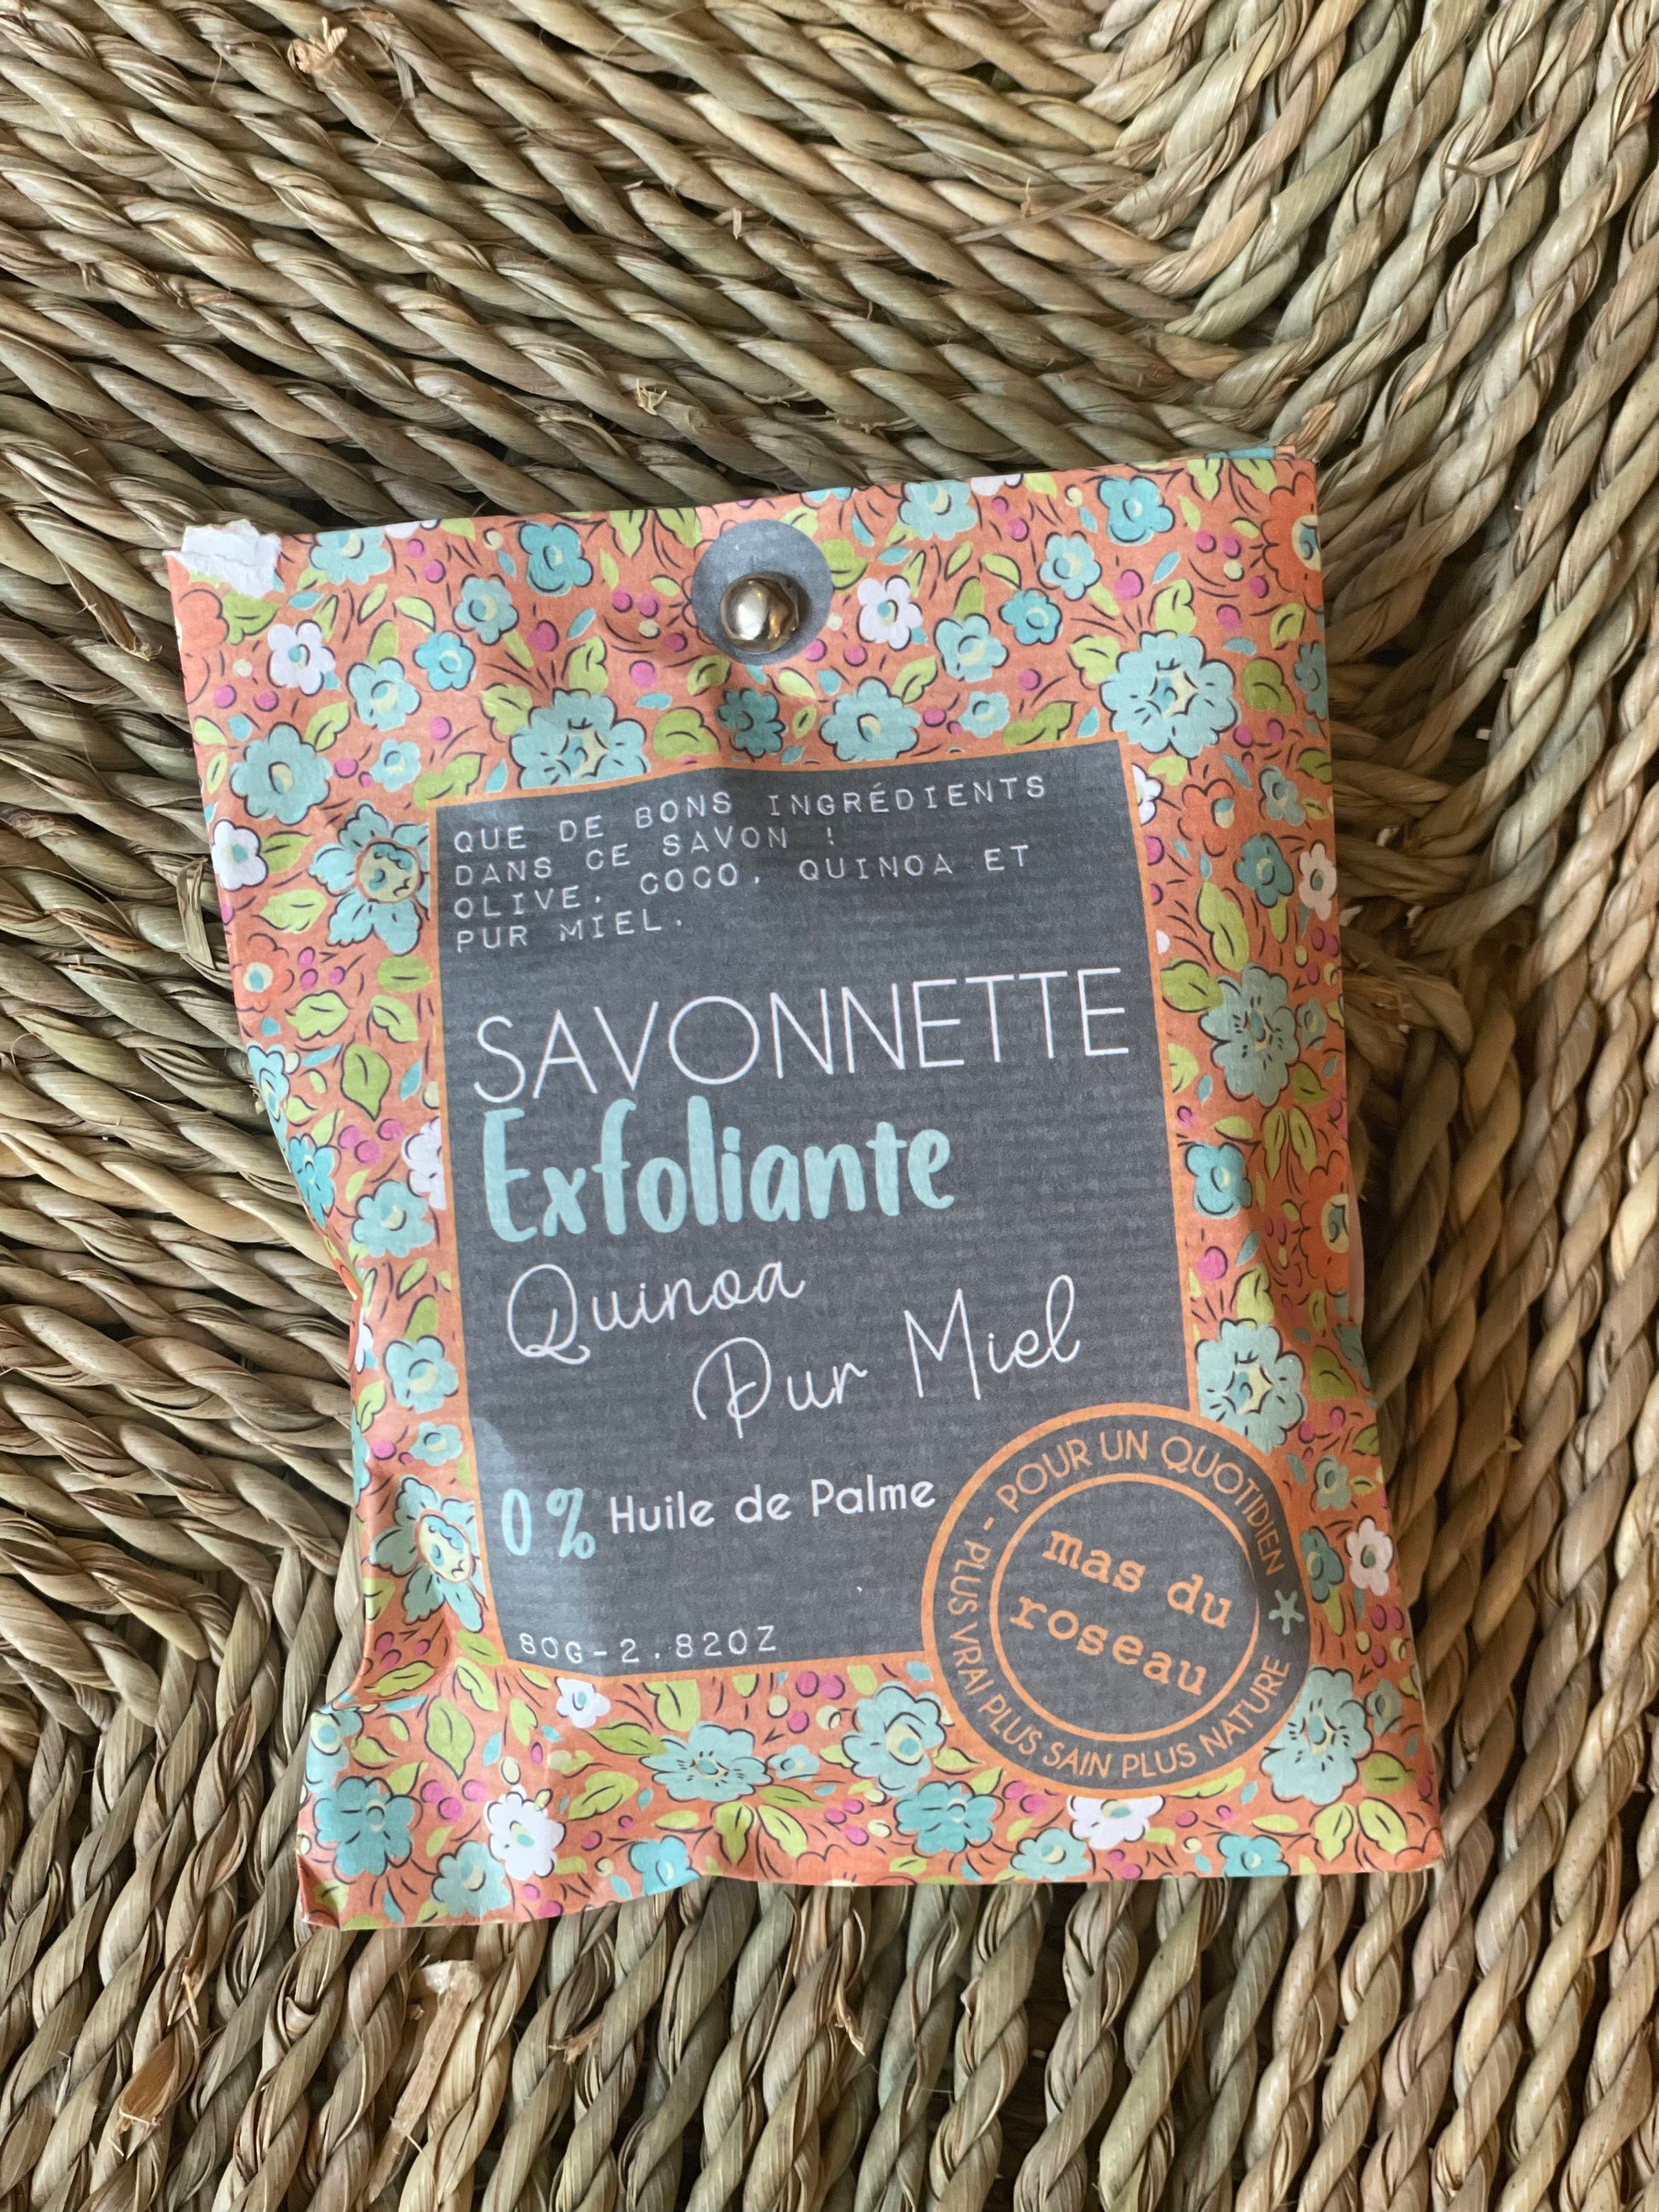 QUE DE BONS INGRÉDIENTS
DANS CE SAVON !
OLIVE, COCO, QUINOA ET
PUR MIEL.
SAVONNETTE
Exfoliante
Quinoa
Pur Miel
0% Huile de Palme
80G-2.82OZ
- POUR UN QUOTIDIEN
PLUS VRAI PLUS SAIN PLUS NATURE
mas du
roseau